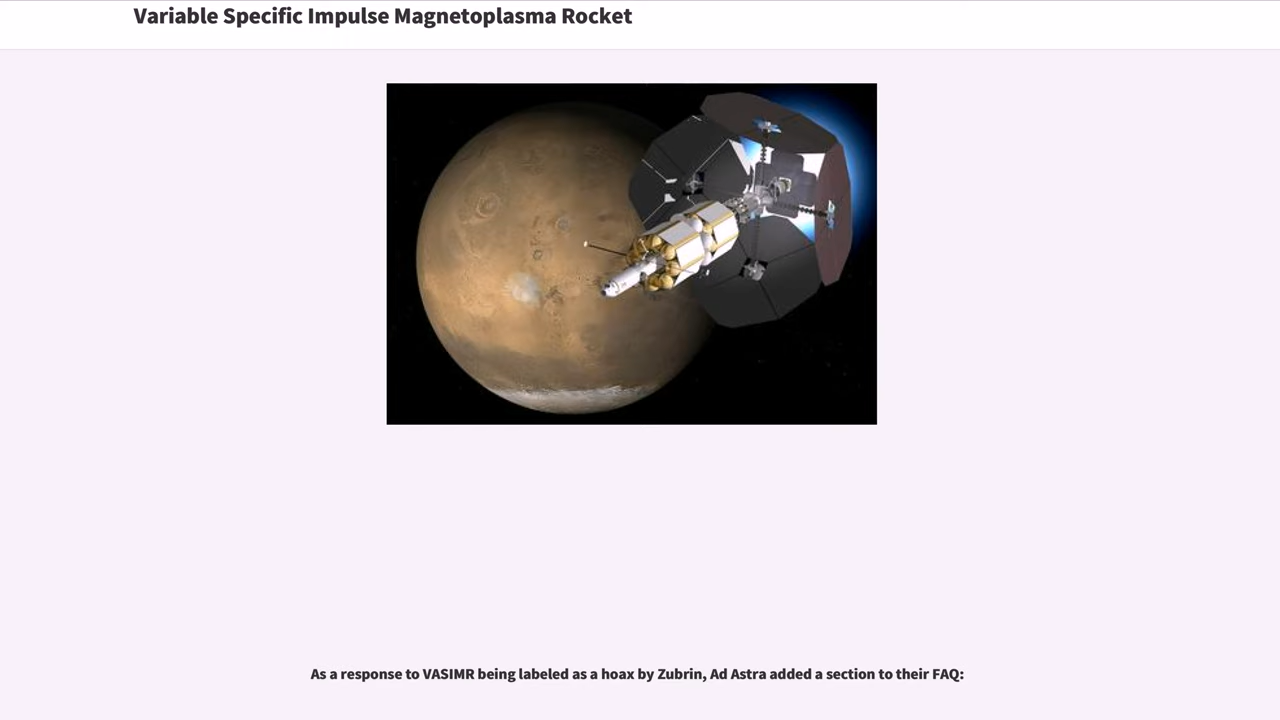 Variable Specific Impulse Magnetoplasma Rocket
As a response to VASIMR being labeled as a hoax by Zubrin, Ad Astra added a section to their FAQ: